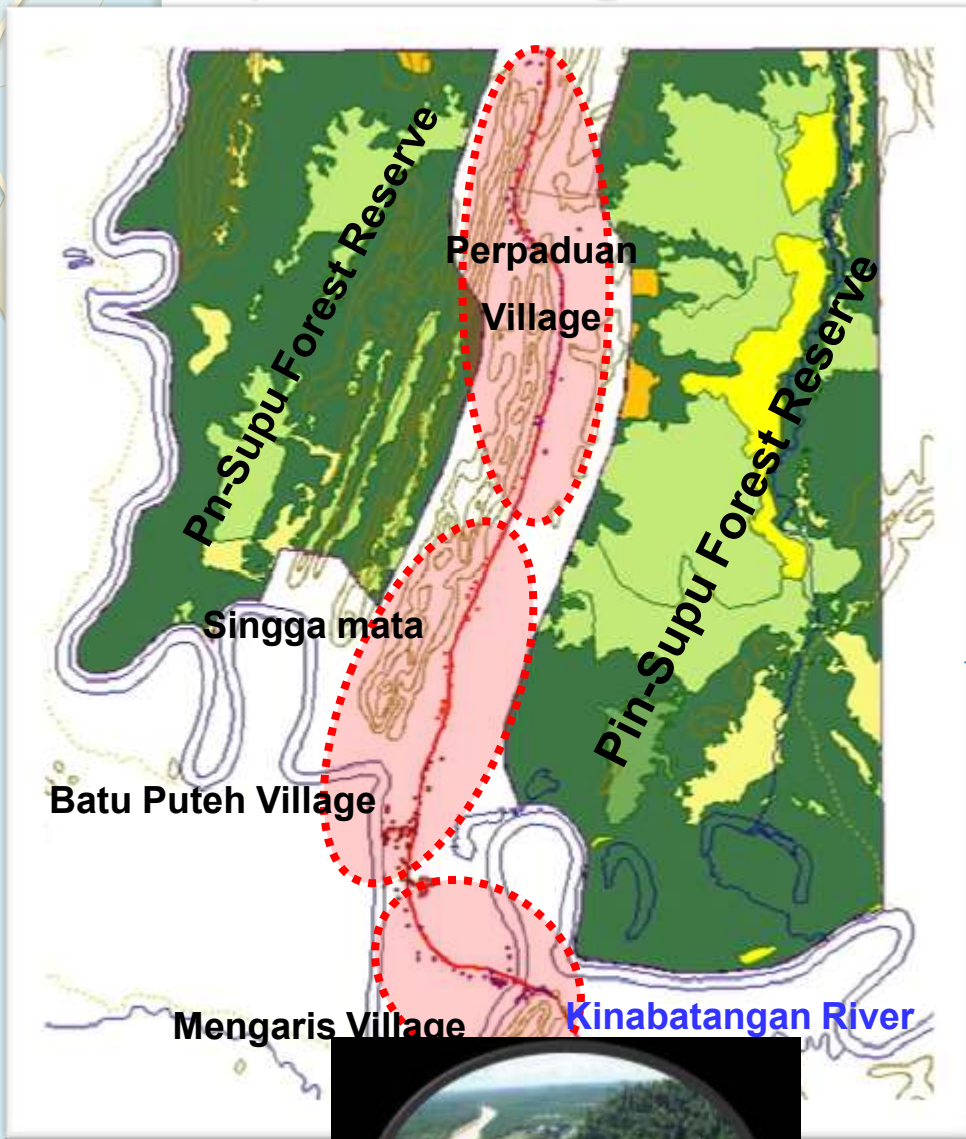 Pn-Supu Forest Reserve
Perpaduan
Village
Pin-Supu Forest Reserve
Singga mata
Batu Puteh Village
Mengaris Village
Kinabatangan River